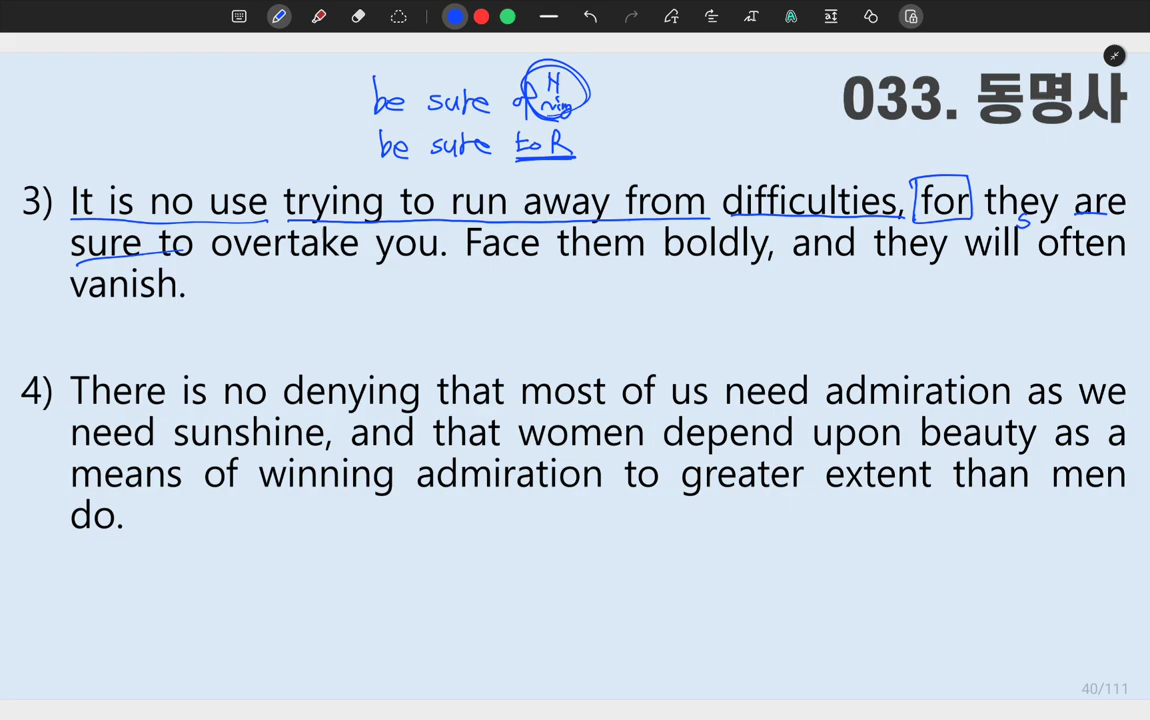 be sure of N ving
033. 동명사
be sure to R
3) It is no use trying to run away from difficulties, for they are
s
sure to overtake you. Face them boldly, and they will often
vanish.
4) There is no denying that most of us need admiration as we
need sunshine, and that women depend upon beauty as a
means of winning admiration to greater extent than men
do.
40/111